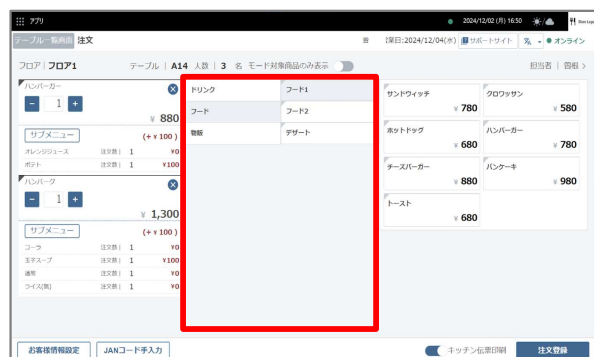 アプリ
2024/12/02 (月) 16:50
テーブル一覧画面 注文
営業日:2024/12/04(水) サポートサイト オンライン
フロア | フロア1 テーブル | A14 人数 | 3 名 モード対象商品のみ表示 担当者 | 曽根 >
ハンバーガー
- 1 +
¥ 880
サブメニュー (+ ¥ 100 )
オレンジジュース 注文数 | 1 ¥0
ポテト 注文数 | 1 ¥100
ハンバーグ
- 1 +
¥ 1,300
サブメニュー (+ ¥ 100 )
コーラ 注文数 | 1 ¥0
玉子スープ 注文数 | 1 ¥100
通常 注文数 | 1 ¥0
ライス(無) 注文数 | 1 ¥0
ドリンク フード1
フード フード2
物販 デザート
サンドウィッチ クロワッサン
¥ 780 ¥ 580
ホットドッグ ハンバーガー
¥ 680 ¥ 780
チーズバーガー パンケーキ
¥ 880 ¥ 980
トースト
¥ 680
お客様情報設定 JANコード手入力 キッチン伝票印刷 注文登録